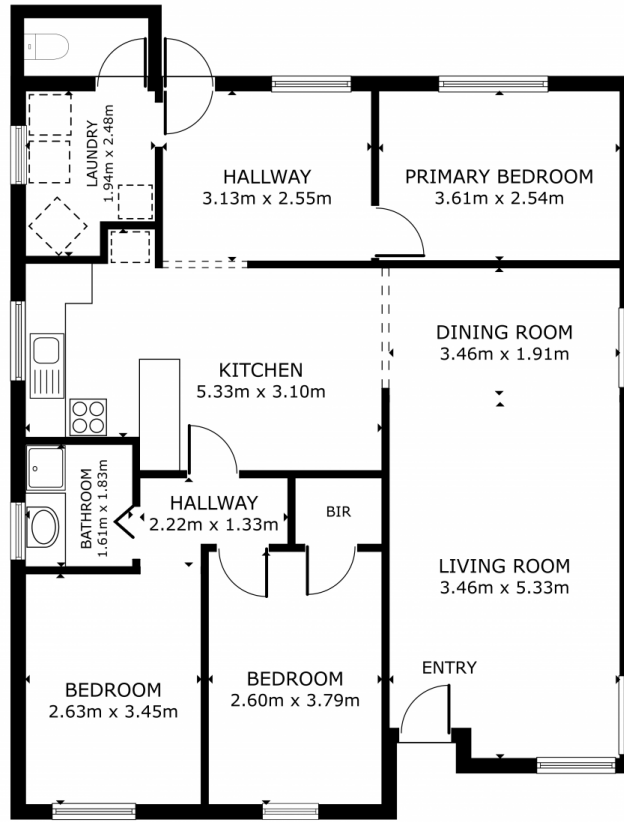 LAUNDRY
1.94m x 2.48m
HALLWAY
3.13m x 2.55m
PRIMARY BEDROOM
3.61m x 2.54m
KITCHEN
5.33m x 3.10m
DINING ROOM
3.46m x 1.91m
BATHROOM
1.61m x 1.83m
HALLWAY
2.22m x 1.33m
BIR
LIVING ROOM
3.46m x 5.33m
BEDROOM
2.63m x 3.45m
BEDROOM
2.60m x 3.79m
ENTRY